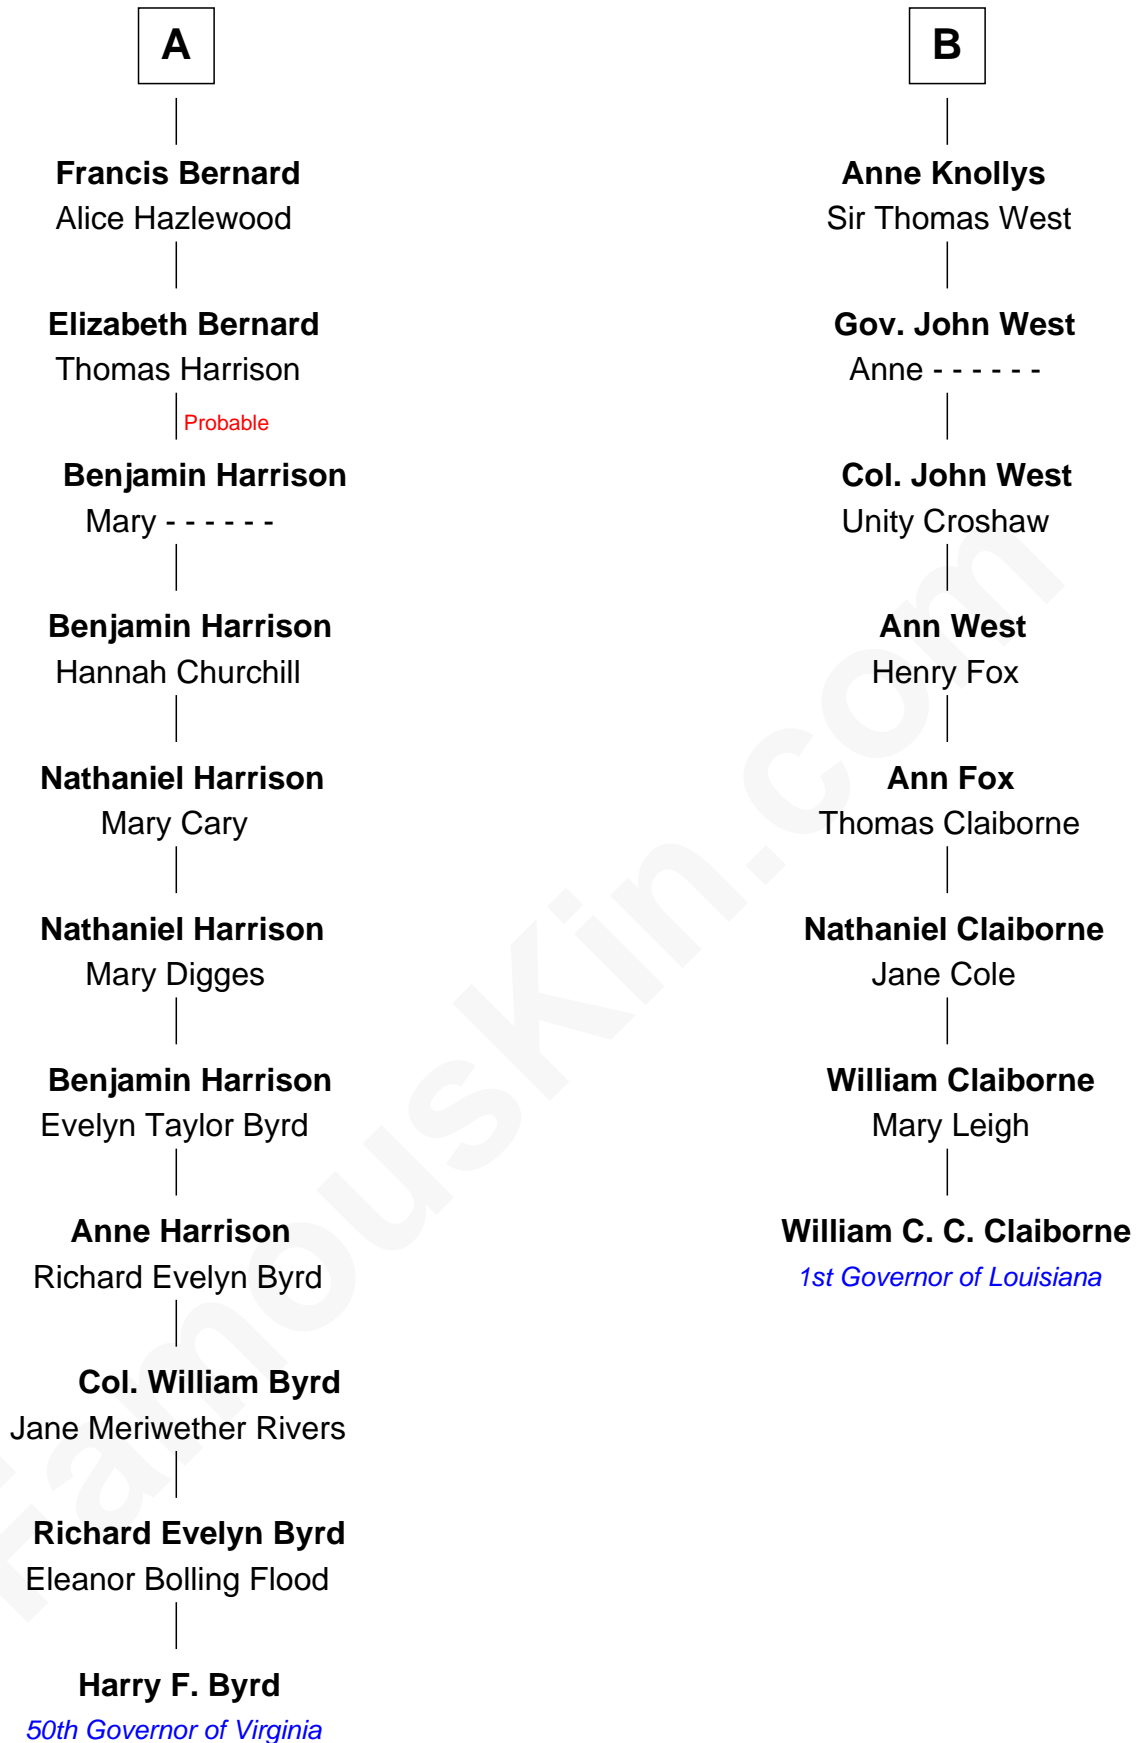 A
Francis Bernard
Alice Hazlewood
Elizabeth Bernard
Thomas Harrison
Probable
Benjamin Harrison
Mary - - - - - -
Benjamin Harrison
Hannah Churchill
Nathaniel Harrison
Mary Cary
Nathaniel Harrison
Mary Digges
Benjamin Harrison
Evelyn Taylor Byrd
Anne Harrison
Richard Evelyn Byrd
Col. William Byrd
Jane Meriwether Rivers
Richard Evelyn Byrd
Eleanor Bolling Flood
Harry F. Byrd
50th Governor of Virginia
B
Anne Knollys
Sir Thomas West
Gov. John West
Anne - - - - - -
Col. John West
Unity Croshaw
Ann West
Henry Fox
Ann Fox
Thomas Claiborne
Nathaniel Claiborne
Jane Cole
William Claiborne
Mary Leigh
William C. C. Claiborne
1st Governor of Louisiana
FamousKin.com